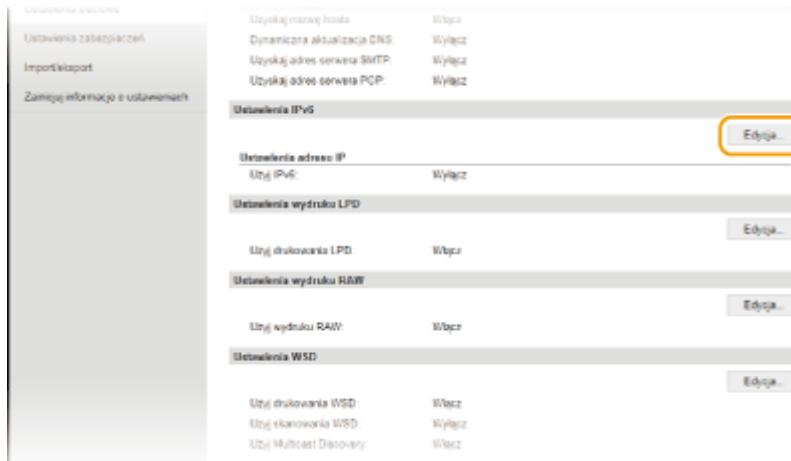 Uzyskaj nazwę hosta: Włącz
Ustawienia zabezpieczeń
Dynamiczna aktualizacja DNS: Wyłącz
Import/eksport
Uzyskaj adres serwera SMTP: Wyłącz
Uzyskaj adres serwera POP: Wyłącz
Zainicjuj informacje o ustawieniach
Ustawienia IPv6
Edycja...
Ustawienia adresu IP
Użyj IPv6: Wyłącz
Ustawienia wydruku LPD
Edycja...
Użyj drukowania LPD: Włącz
Ustawienia wydruku RAW
Edycja...
Użyj wydruku RAW: Włącz
Ustawienia WSD
Edycja...
Użyj drukowania WSD: Włącz
Użyj skanowania WSD: Wyłącz
Użyj Multicast Discovery: Włącz